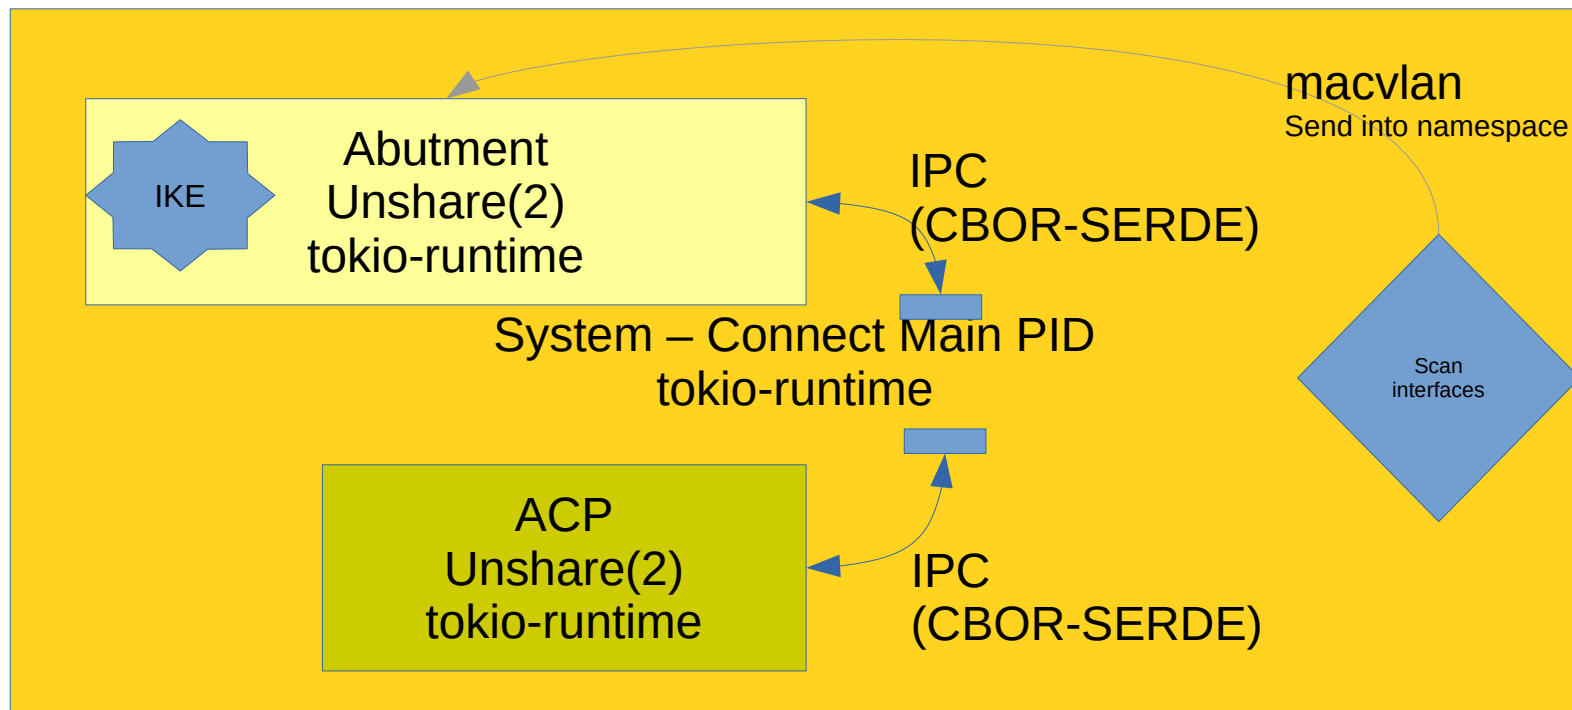 macvlan
Send into namespace
Abutment
Unshare(2)
tokio-runtime
IKE
IPC
(CBOR-SERDE)
System – Connect Main PID
tokio-runtime
Scan
interfaces
ACP
Unshare(2)
tokio-runtime
IPC
(CBOR-SERDE)